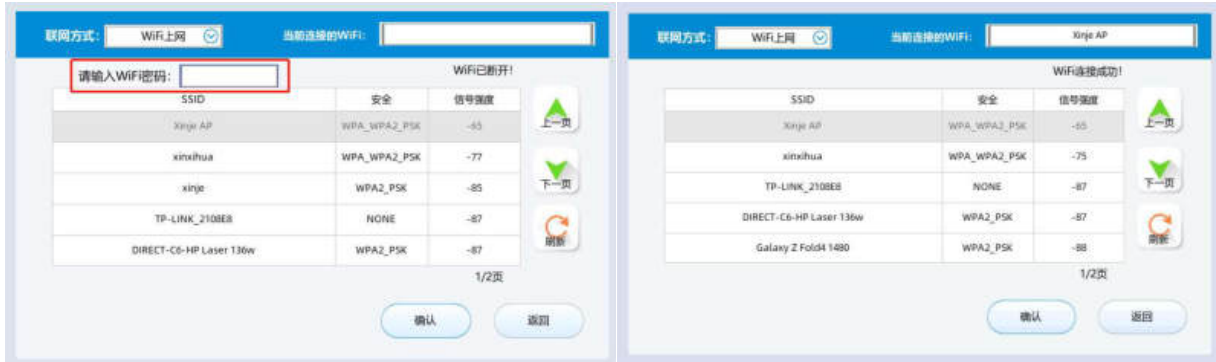 联网方式： WiFi上网 当前连接的WiFi:
请输入WiFi密码： WiFi已断开!
SSID 安全 信号强度
Xinje AP WPA_WPA2_PSK -65
上一页
xinxihua WPA_WPA2_PSK -77
xinje WPA2_PSK -85
下一页
TP-LINK_2108E8 NONE -87
刷新
DIRECT-C6-HP Laser 136w WPA2_PSK -87
1/2页
确认 返回
联网方式： WiFi上网 当前连接的WiFi: Xinje AP
WiFi连接成功!
SSID 安全 信号强度
Xinje AP WPA_WPA2_PSK -65
上一页
xinxihua WPA_WPA2_PSK -75
TP-LINK_2108E8 NONE -87
下一页
DIRECT-C6-HP Laser 136w WPA2_PSK -87
刷新
Galaxy Z Fold4 1480 WPA2_PSK -88
1/2页
确认 返回